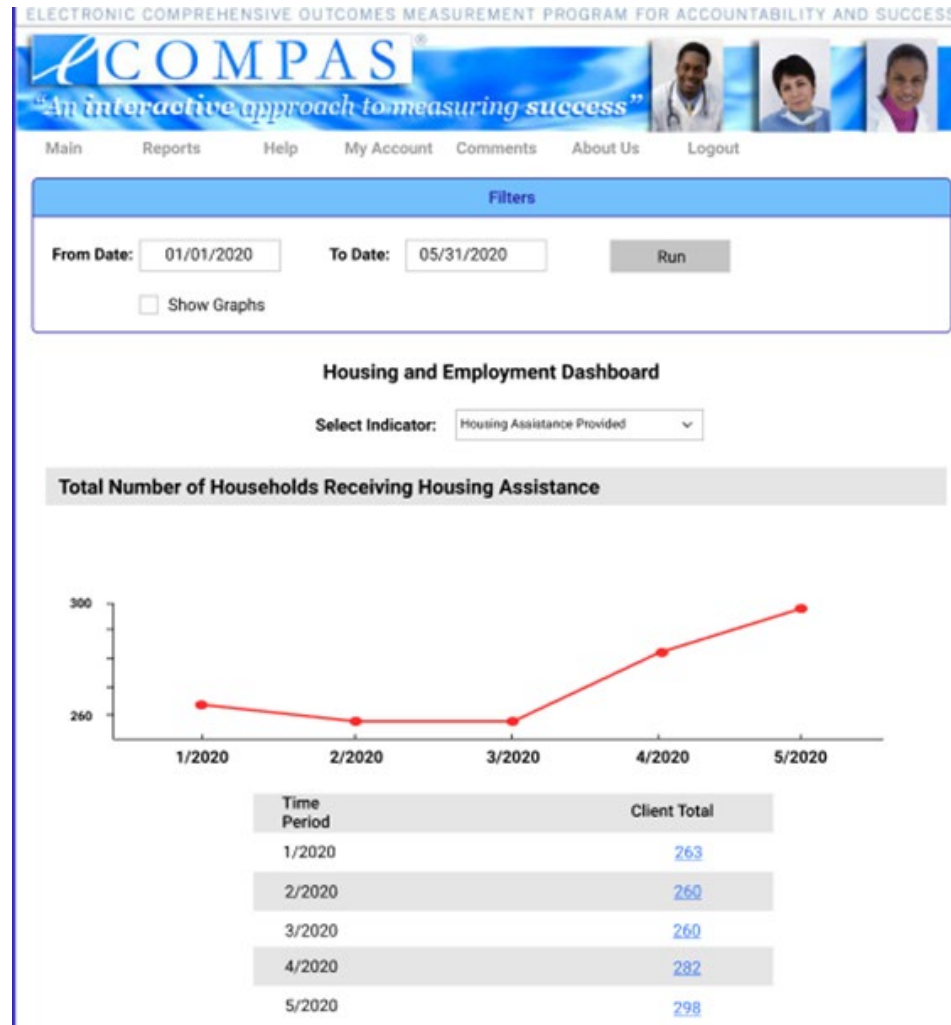 ELECTRONIC COMPREHENSIVE OUTCOMES MEASUREMENT PROGRAM FOR ACCOUNTABILITY AND SUCCESS
eCOMPAS®
“An interactive approach to measuring success”
Main Reports Help My Account Comments About Us Logout
Filters
From Date: 01/01/2020 To Date: 05/31/2020 Run
Show Graphs
Housing and Employment Dashboard
Select Indicator: Housing Assistance Provided
Total Number of Households Receiving Housing Assistance
300
260
1/2020 2/2020 3/2020 4/2020 5/2020
Time Period Client Total
1/2020 263
2/2020 260
3/2020 260
4/2020 282
5/2020 298